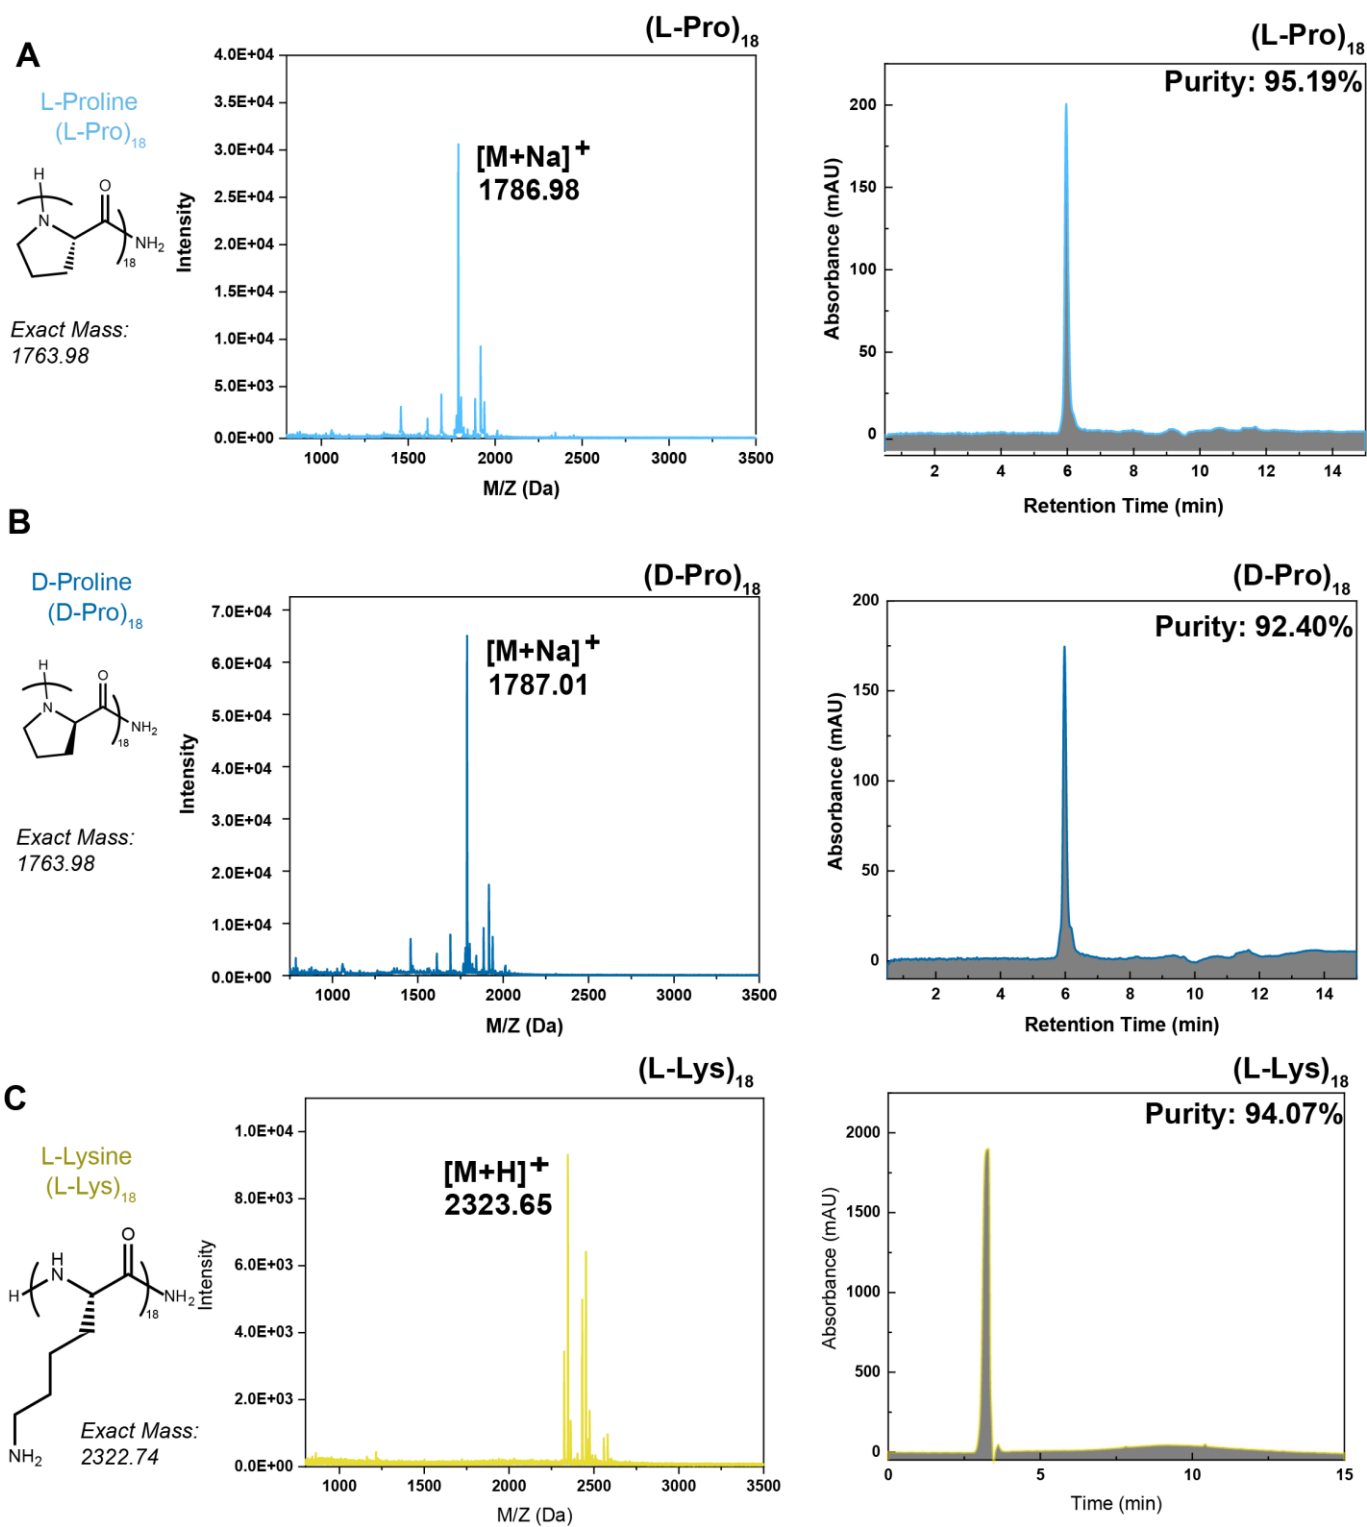 A
L-Proline
(L-Pro)18
H
N
O
NH2
18
Exact Mass:
1763.98
(L-Pro)18
4.0E+04
3.5E+04
3.0E+04
2.5E+04
2.0E+04
1.5E+04
1.0E+04
5.0E+03
0.0E+00
Intensity
[M+Na]+
1786.98
1000 1500 2000 2500 3000 3500
M/Z (Da)
(L-Pro)18
Purity: 95.19%
200
150
100
50
0
Absorbance (mAU)
2 4 6 8 10 12 14
Retention Time (min)
B
D-Proline
(D-Pro)18
H
N
O
NH2
18
Exact Mass:
1763.98
(D-Pro)18
7.0E+04
6.0E+04
5.0E+04
4.0E+04
3.0E+04
2.0E+04
1.0E+04
0.0E+00
Intensity
[M+Na]+
1787.01
1000 1500 2000 2500 3000 3500
M/Z (Da)
(D-Pro)18
Purity: 92.40%
200
150
100
50
0
Absorbance (mAU)
2 4 6 8 10 12 14
Retention Time (min)
C
L-Lysine
(L-Lys)18
H
H
N
O
NH2
18
NH2
Exact Mass:
2322.74
(L-Lys)18
1.0E+04
8.0E+03
6.0E+03
4.0E+03
2.0E+03
0.0E+00
Intensity
[M+H]+
2323.65
1000 1500 2000 2500 3000 3500
M/Z (Da)
(L-Lys)18
Purity: 94.07%
2000
1500
1000
500
0
Absorbance (mAU)
0 5 10 15
Time (min)